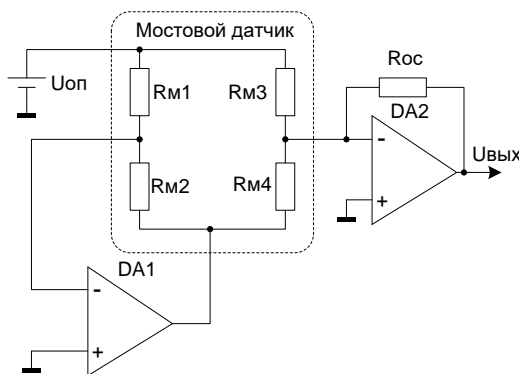 Мостовой датчик
Uоп
Rм1
Rм3
Rос
DA2
Uвых
Rм2
Rм4
-
+
DA1
-
+